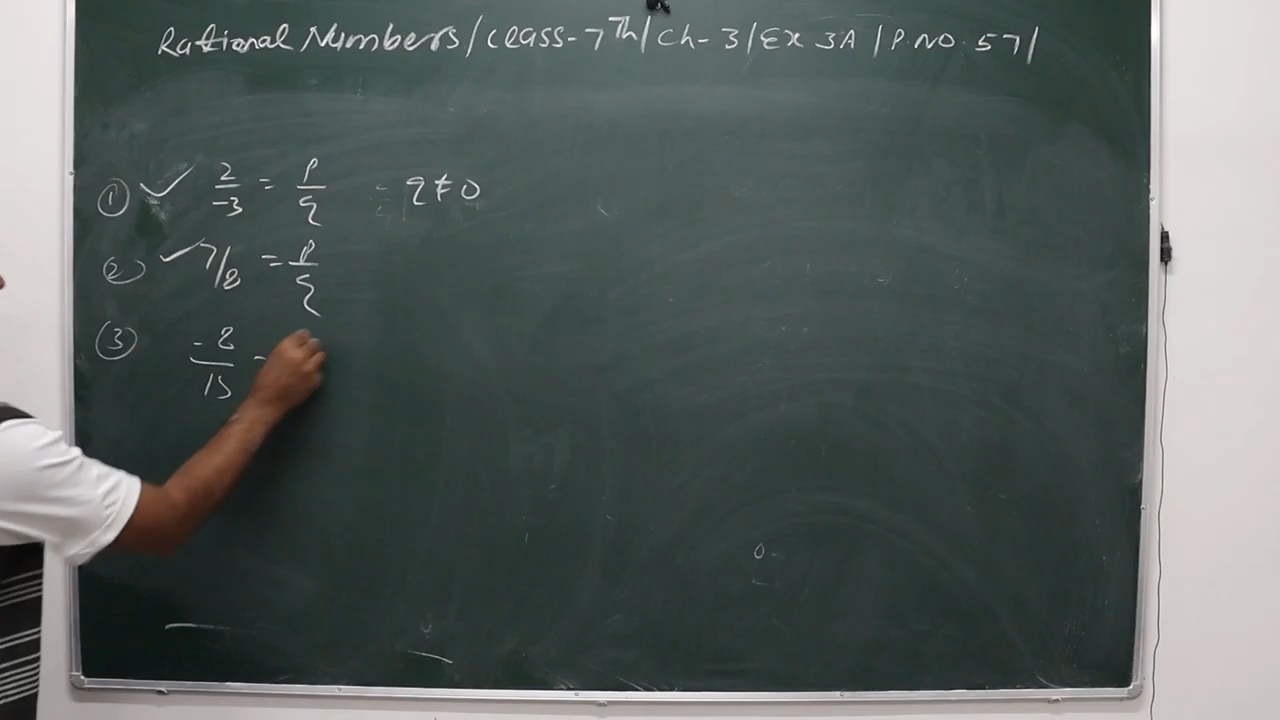 Rational Numbers/Class-7th/Ch-3/Ex 3A/P.NO.57/
① ✓ 2/-3 = p/q = q ≠ 0
② ✓ 7/8 = p/q
③ -8/15 =